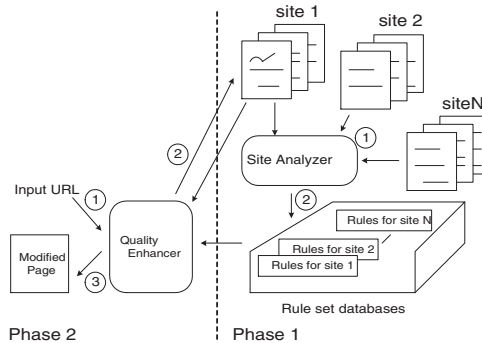 site 1
site 2
siteN
2
1
Site Analyzer
Input URL
1
2
Rules for site N
Quality
Enhancer
Rules for site 2
Rules for site 1
Modified
Page
3
Rule set databases
Phase 2
Phase 1